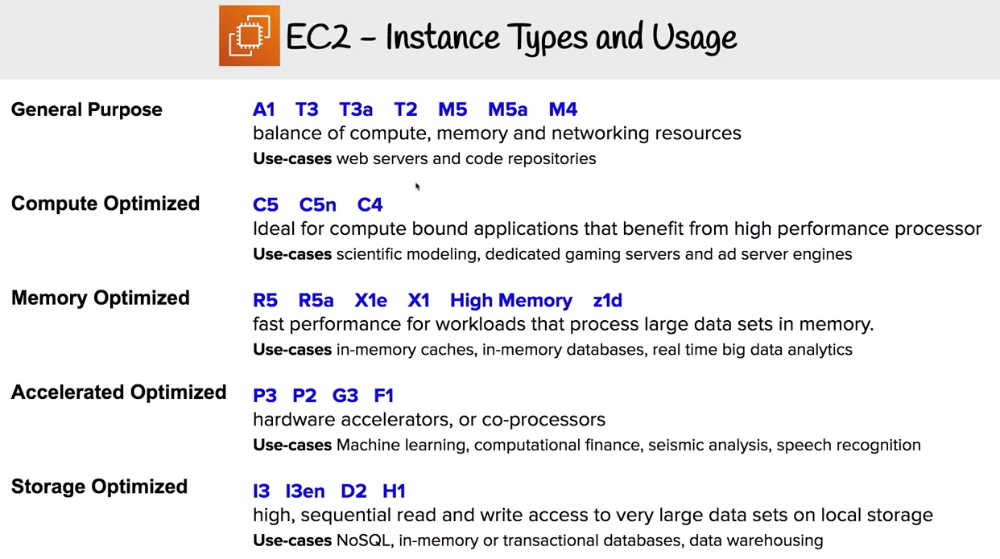 EC2 – Instance Types and Usage
General Purpose
A1 T3 T3a T2 M5 M5a M4
balance of compute, memory and networking resources
Use-cases web servers and code repositories
Compute Optimized
C5 C5n C4
Ideal for compute bound applications that benefit from high performance processor
Use-cases scientific modeling, dedicated gaming servers and ad server engines
Memory Optimized
R5 R5a X1e X1 High Memory z1d
fast performance for workloads that process large data sets in memory.
Use-cases in-memory caches, in-memory databases, real time big data analytics
Accelerated Optimized
P3 P2 G3 F1
hardware accelerators, or co-processors
Use-cases Machine learning, computational finance, seismic analysis, speech recognition
Storage Optimized
I3 I3en D2 H1
high, sequential read and write access to very large data sets on local storage
Use-cases NoSQL, in-memory or transactional databases, data warehousing